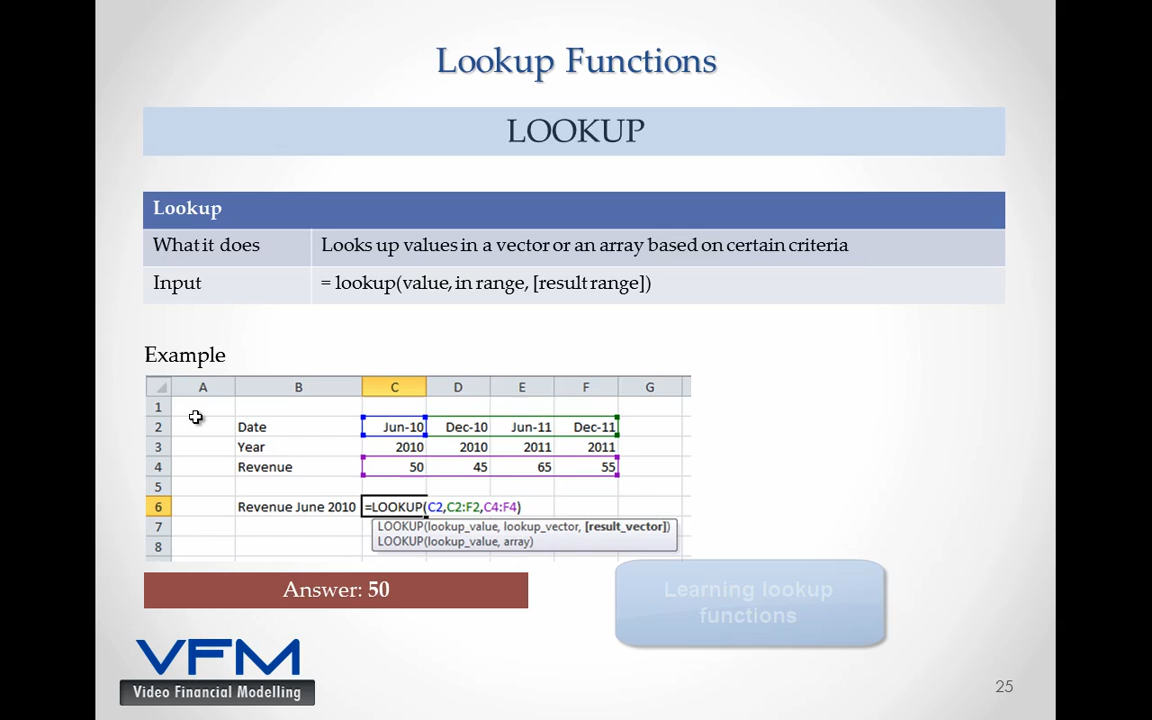 Lookup Functions
LOOKUP
Lookup
What it does Looks up values in a vector or an array based on certain criteria
Input = lookup(value, in range, [result range])
Example
A B C D E F G
1
2 Date Jun-10 Dec-10 Jun-11 Dec-11
3 Year 2010 2010 2011 2011
4 Revenue 50 45 65 55
5
6 Revenue June 2010 =LOOKUP(C2,C2:F2,C4:F4)
7 LOOKUP(lookup_value, lookup_vector, [result_vector])
8 LOOKUP(lookup_value, array)
Answer: 50
Learning lookup
functions
VFM
Video Financial Modelling
25